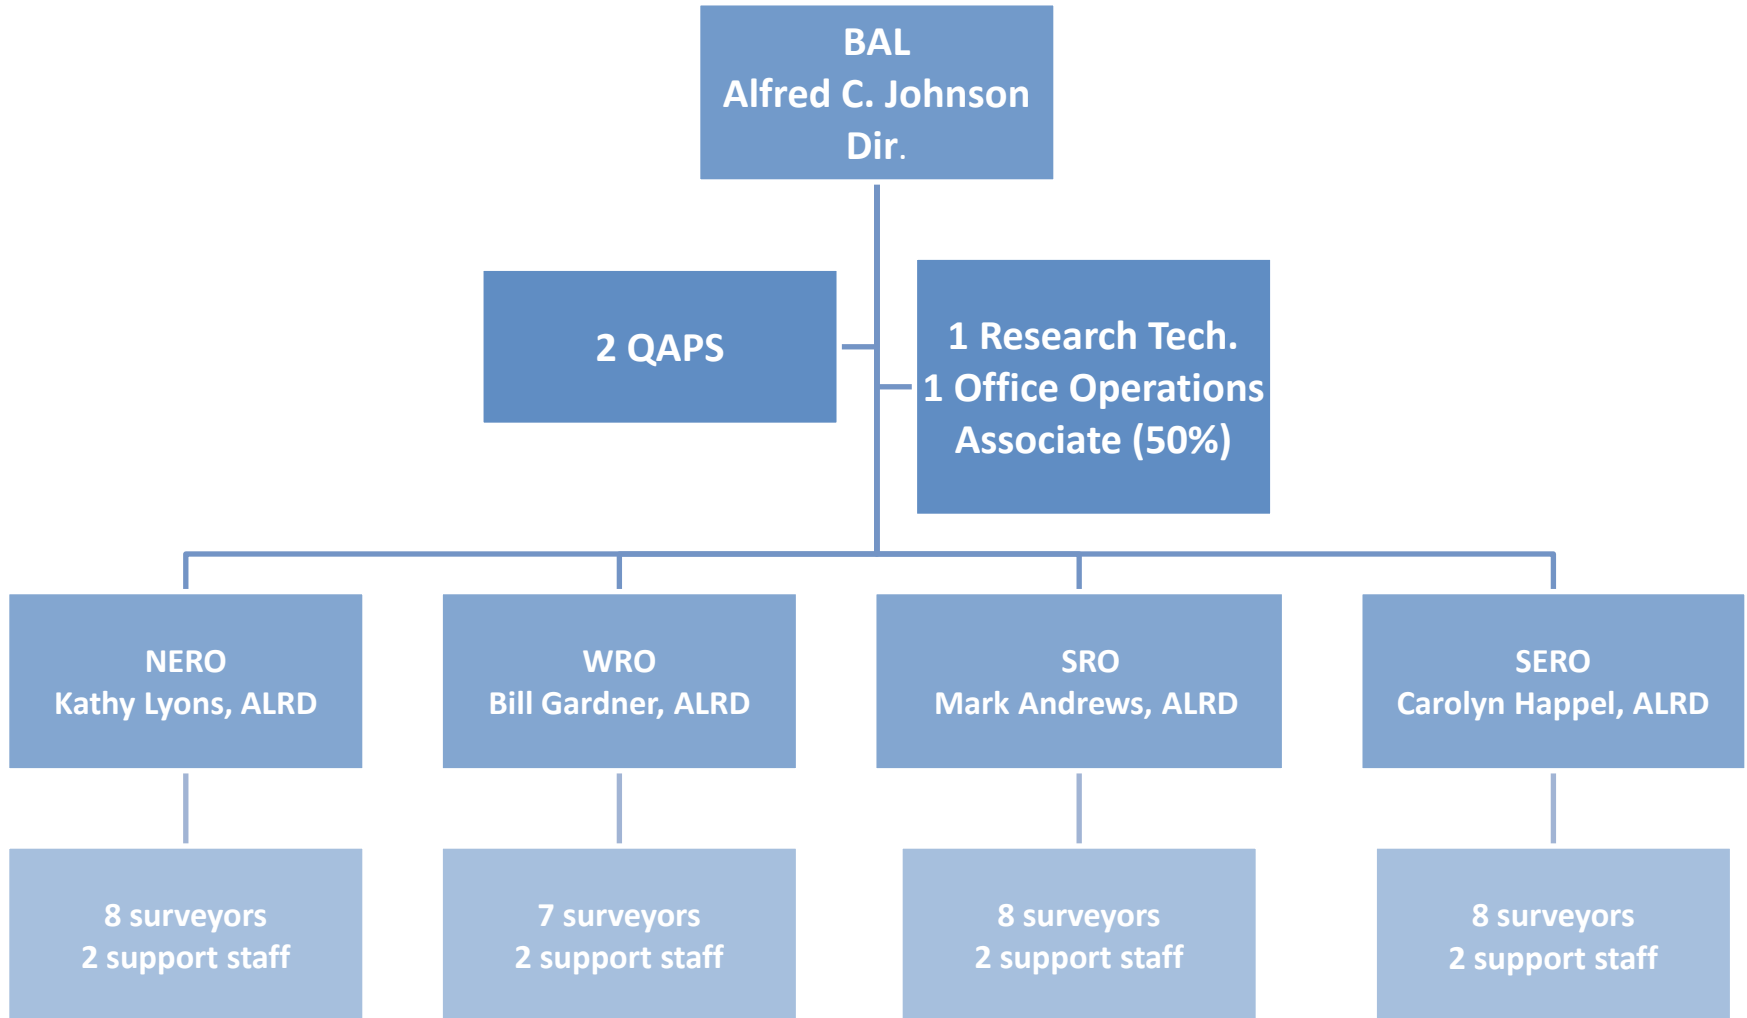 BAL
Alfred C. Johnson
Dir.
2 QAPS
1 Research Tech.
1 Office Operations
Associate (50%)
NERO
Kathy Lyons, ALRD
WRO
Bill Gardner, ALRD
SRO
Mark Andrews, ALRD
SERO
Carolyn Happel, ALRD
8 surveyors
2 support staff
7 surveyors
2 support staff
8 surveyors
2 support staff
8 surveyors
2 support staff